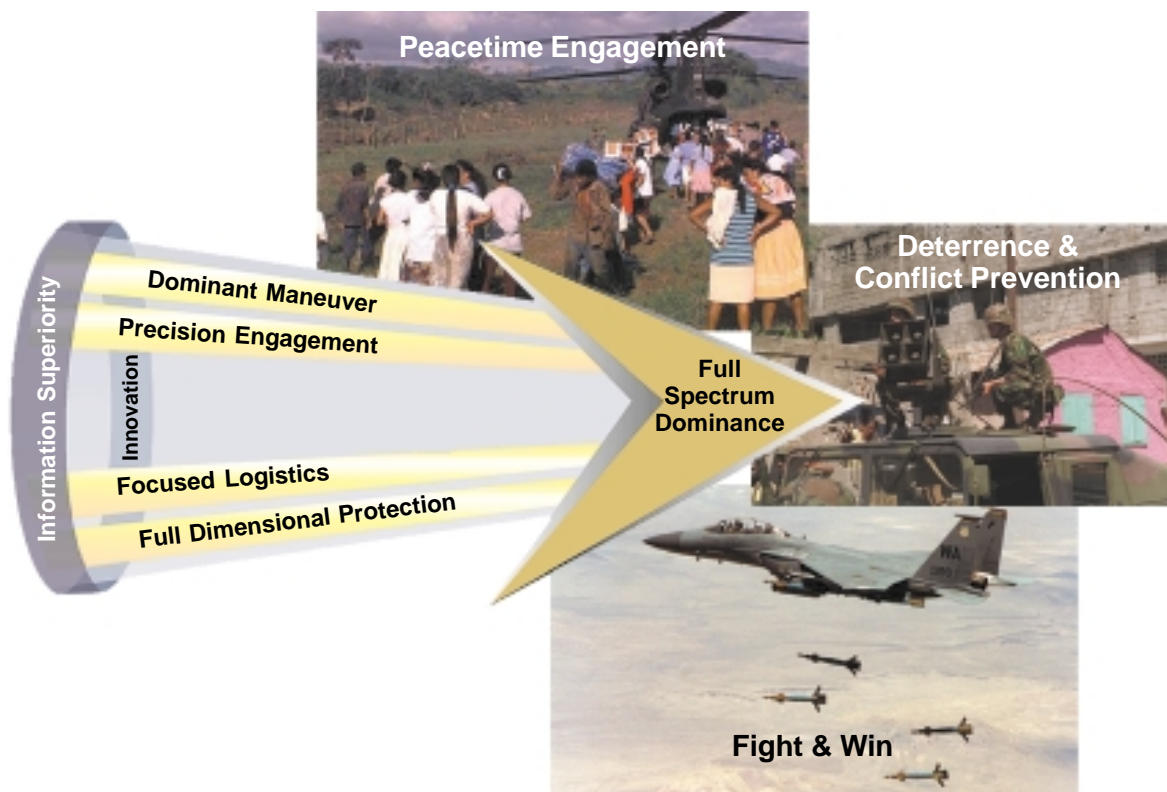 Peacetime Engagement
Deterrence &
Conflict Prevention
Information Superiority
Innovation
Dominant Maneuver
Precision Engagement
Focused Logistics
Full Dimensional Protection
Full
Spectrum
Dominance
WA
Fight & Win